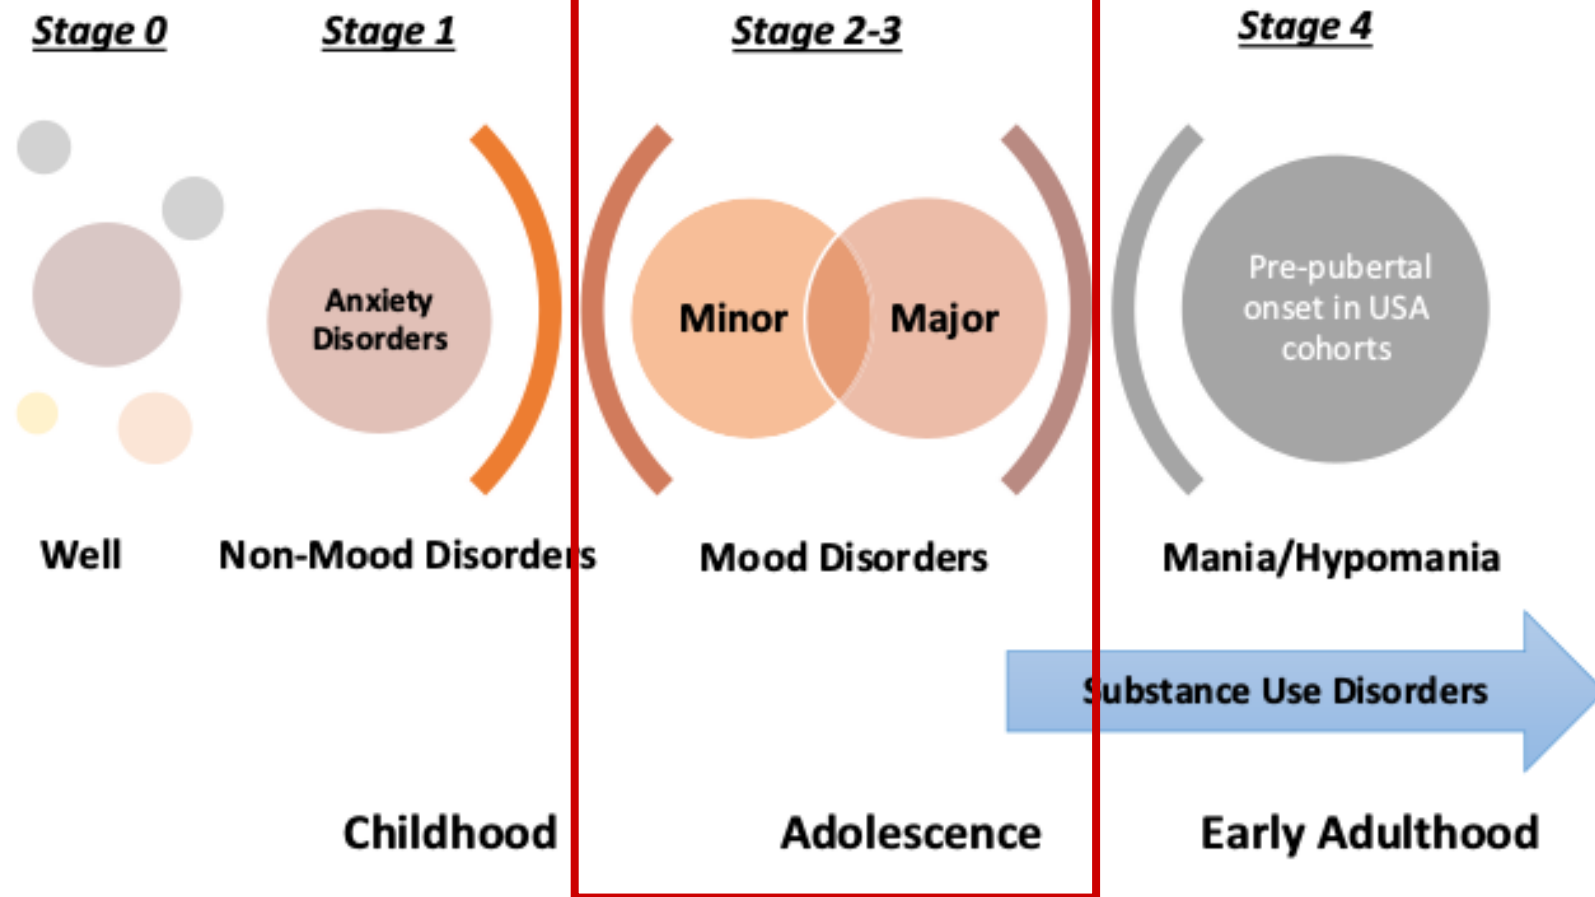 Stage 0
Stage 1
Stage 2-3
Stage 4
Anxiety
Disorders
Minor
Major
Pre-pubertal
onset in USA
cohorts
Well
Non-Mood Disorders
Mood Disorders
Mania/Hypomania
Substance Use Disorders
Childhood
Adolescence
Early Adulthood